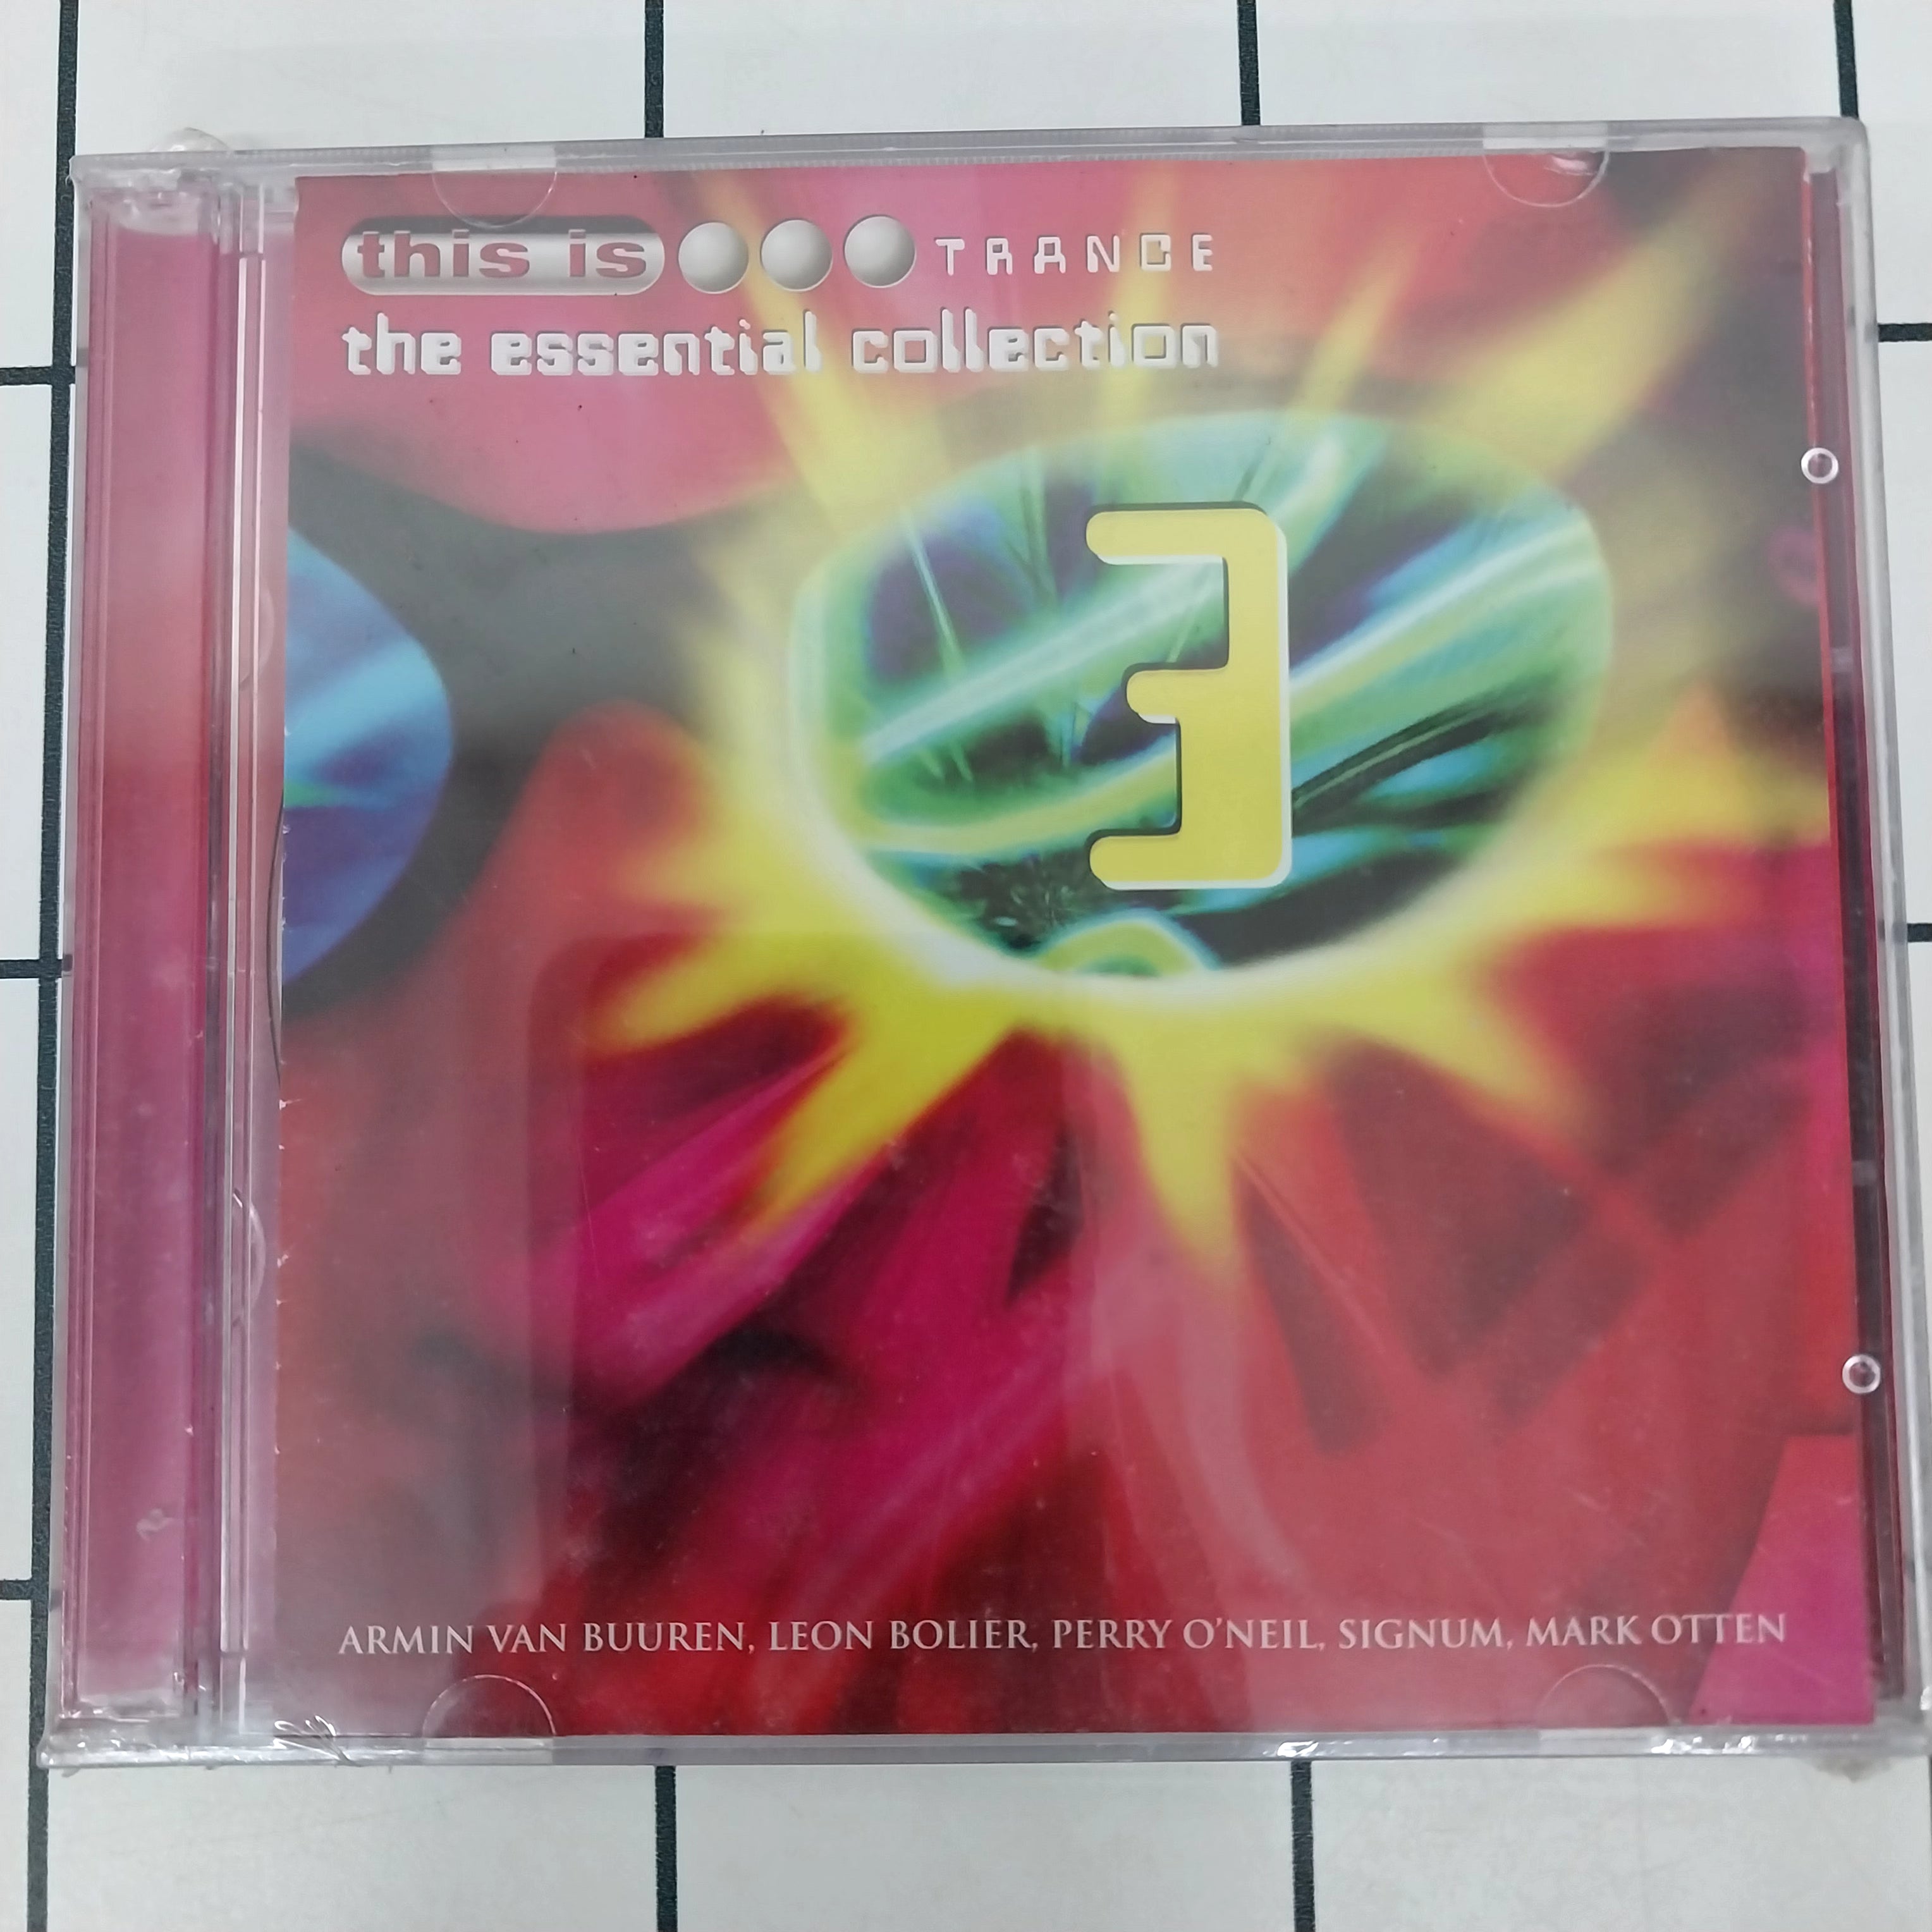 this is TRANCE
the essential collection
3
ARMIN VAN BUUREN, LEON BOLIER, PERRY O'NEIL, SIGNUM, MARK OTTEN